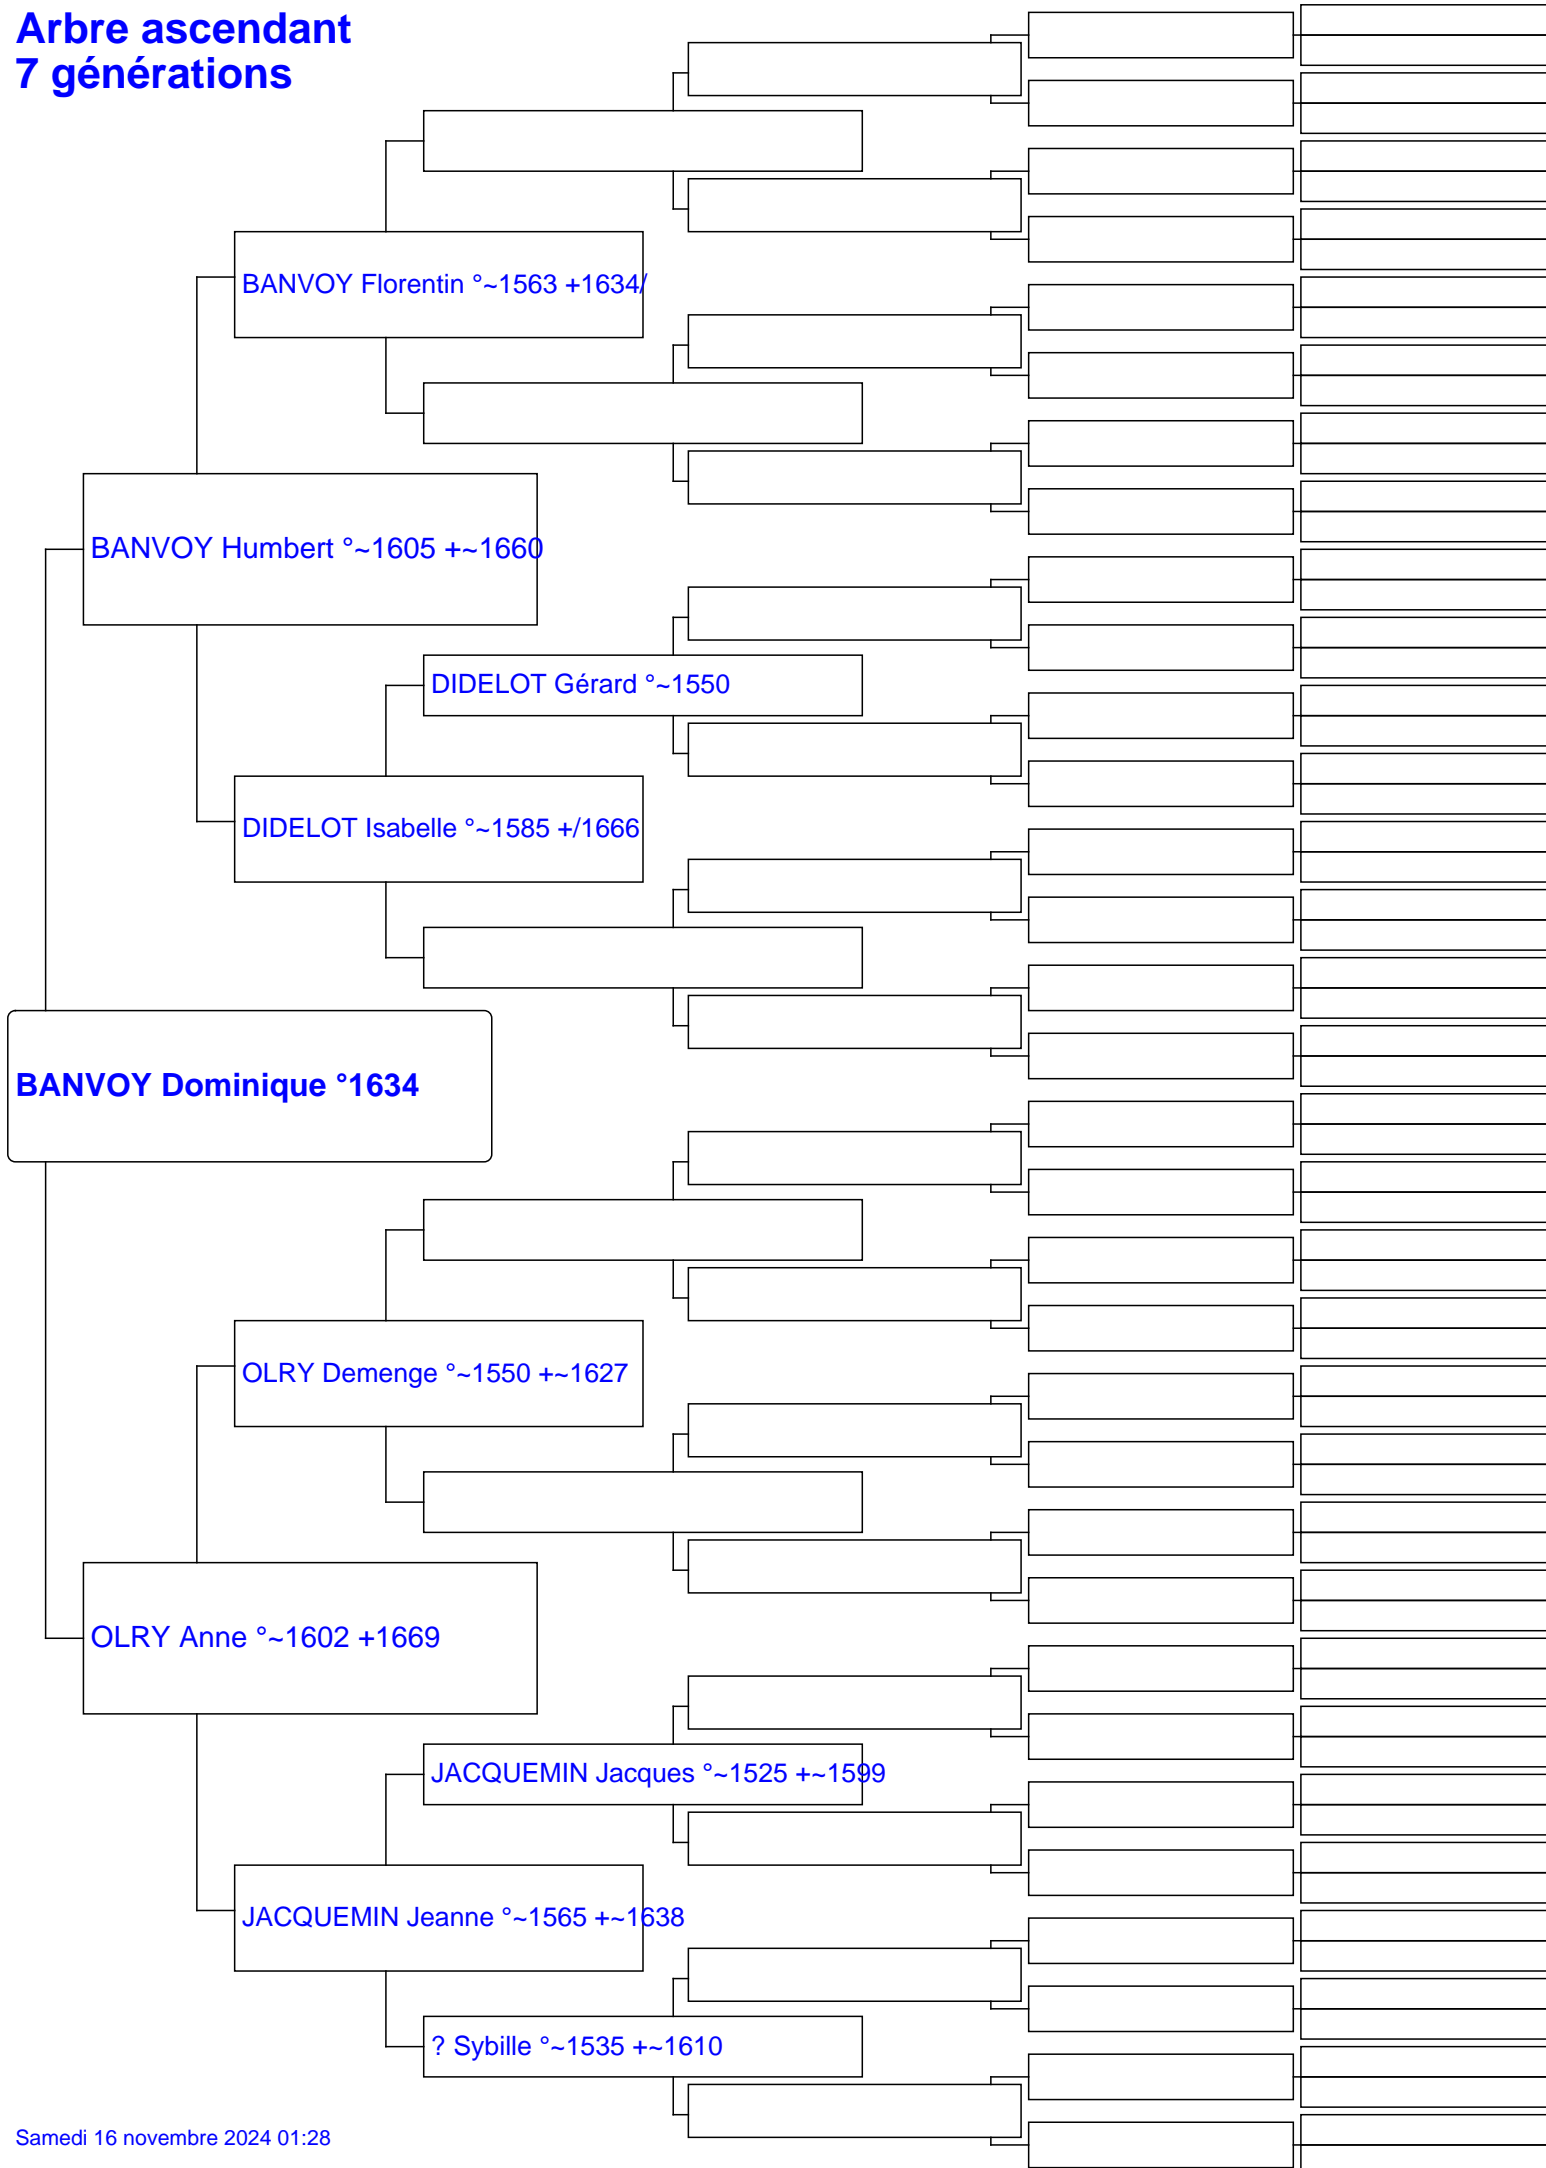 Arbre ascendant
7 générations
BANVOY Florentin °~1563 +1634/
BANVOY Humbert °~1605 +~1660
DIDELOT Gérard °~1550
DIDELOT Isabelle °~1585 +/1666
BANVOY Dominique °1634
OLRY Demenge °~1550 +~1627
OLRY Anne °~1602 +1669
JACQUEMIN Jacques °~1525 +~1599
JACQUEMIN Jeanne °~1565 +~1638
? Sybille °~1535 +~1610
Samedi 16 novembre 2024 01:28